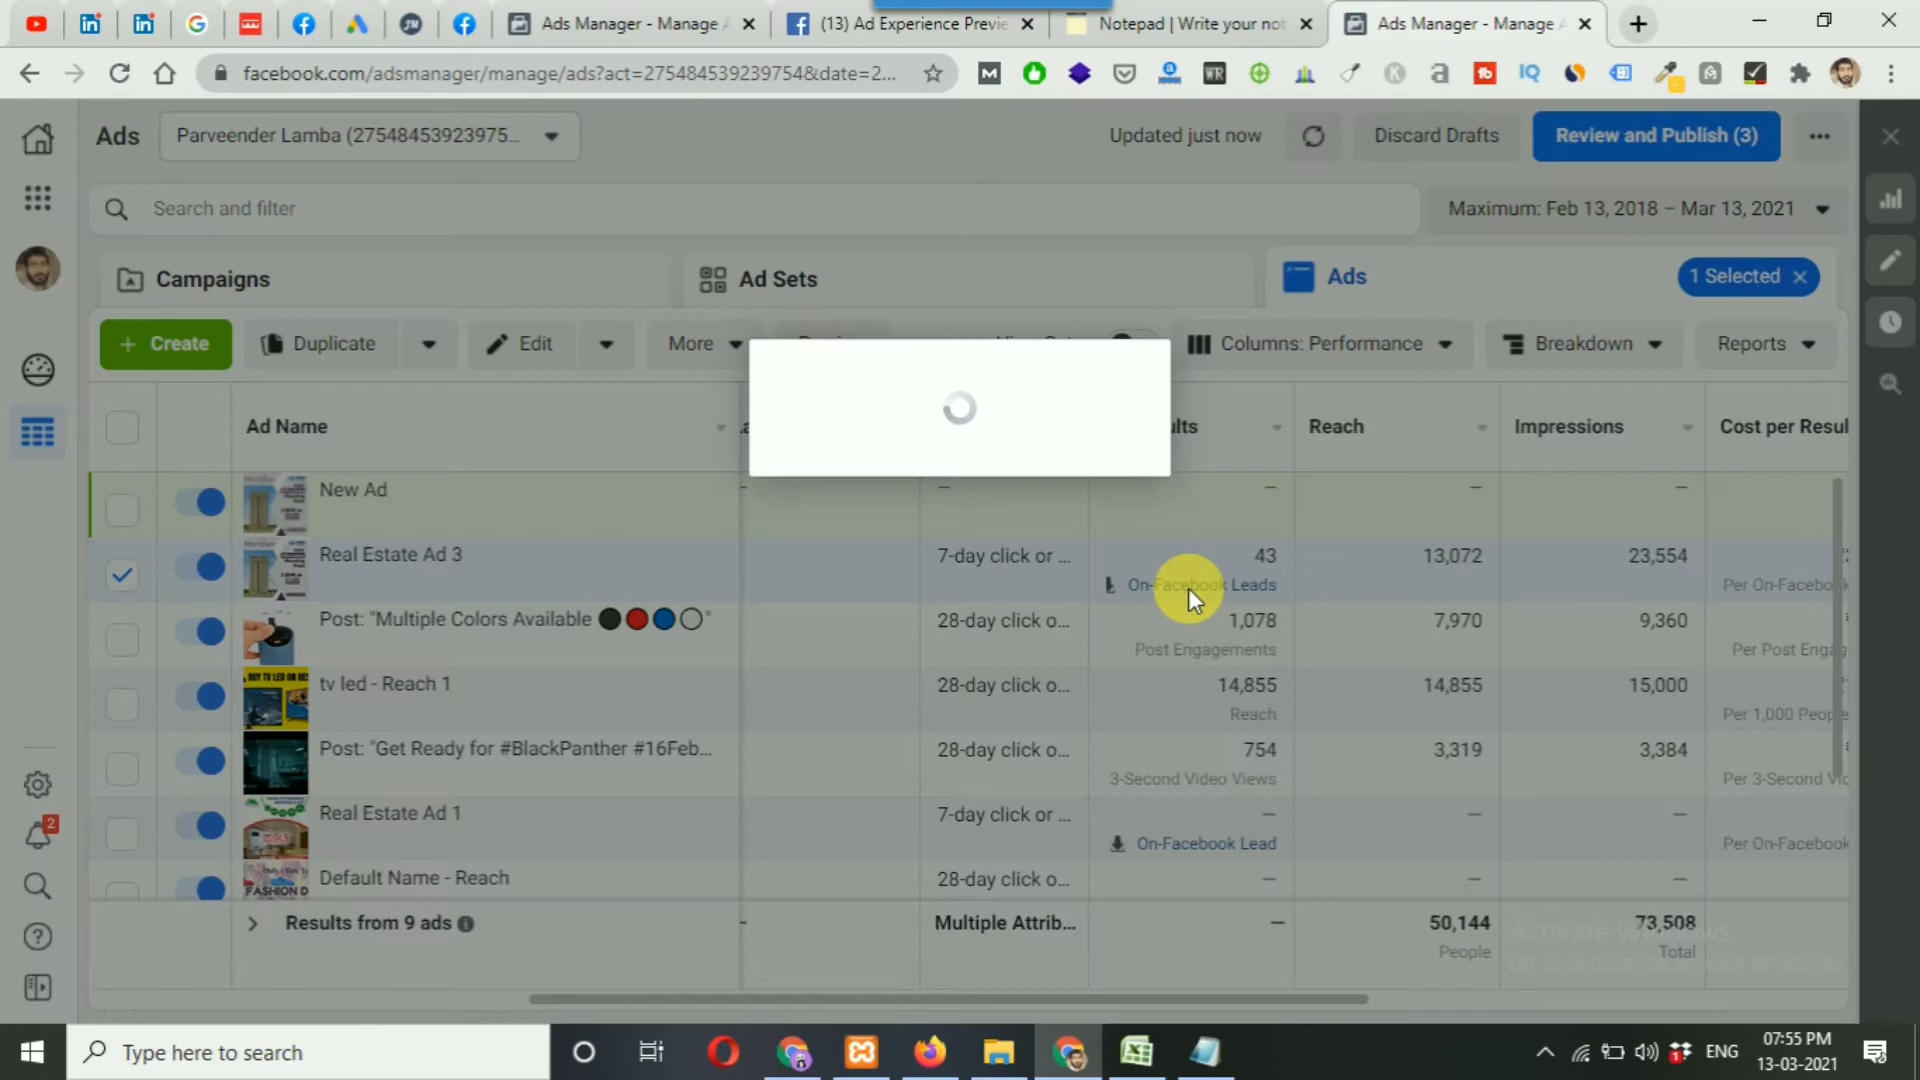 Ads Manager - Manage A
(13) Ad Experience Previe
Notepad | Write your not
Ads Manager - Manage A
facebook.com/adsmanager/manage/ads?act=275484539239754&date=2...
Ads
Parveender Lamba (27548453923975...
Updated just now
Discard Drafts
Review and Publish (3)
Search and filter
Maximum: Feb 13, 2018 – Mar 13, 2021
Campaigns
Ad Sets
Ads
1 Selected
+ Create
Duplicate
Edit
More
Columns: Performance
Breakdown
Reports
Ad Name
Reach
Impressions
Cost per Resul
New Ad
— — — —
Real Estate Ad 3
7-day click or ...
43
13,072
23,554
On-Facebook Leads
Per On-Facebo
Post: "Multiple Colors Available
28-day click o...
1,078
7,970
9,360
Post Engagements
Per Post Engag
tv led - Reach 1
28-day click o...
14,855
14,855
15,000
Reach
Per 1,000 Peop
Post: "Get Ready for #BlackPanther #16Feb...
28-day click o...
754
3,319
3,384
3-Second Video Views
Per 3-Second Vid
Real Estate Ad 1
7-day click or ...
— — —
On-Facebook Lead
Per On-Facebook
Default Name - Reach
28-day click o...
— — —
Results from 9 ads
Multiple Attrib...
—
50,144
73,508
People
Total
Type here to search
ENG
07:55 PM
13-03-2021
2